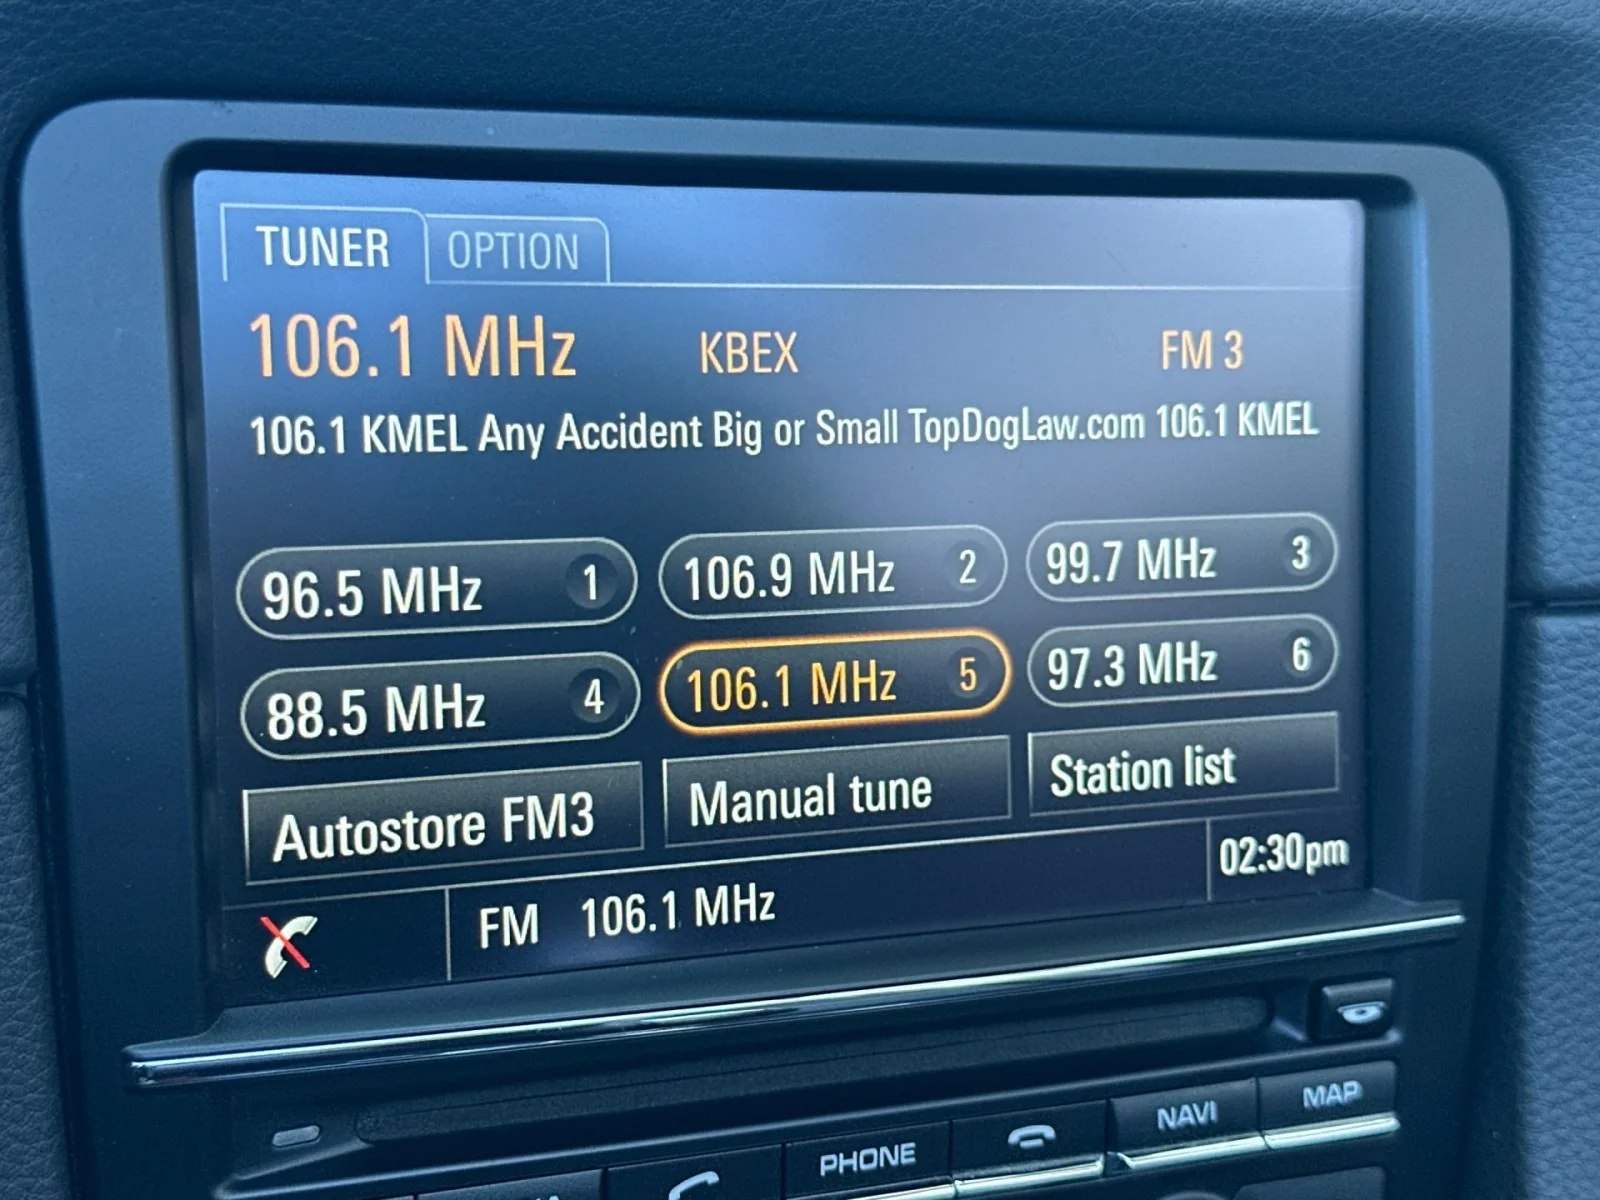 TUNER OPTION
106.1 MHz KBEX FM 3
106.1 KMEL Any Accident Big or Small TopDogLaw.com 106.1 KMEL
96.5 MHz 1 106.9 MHz 2 99.7 MHz 3
88.5 MHz 4 106.1 MHz 5 97.3 MHz 6
Autostore FM3 Manual tune Station list
02:30pm
FM 106.1 MHz
NAVI MAP
PHONE